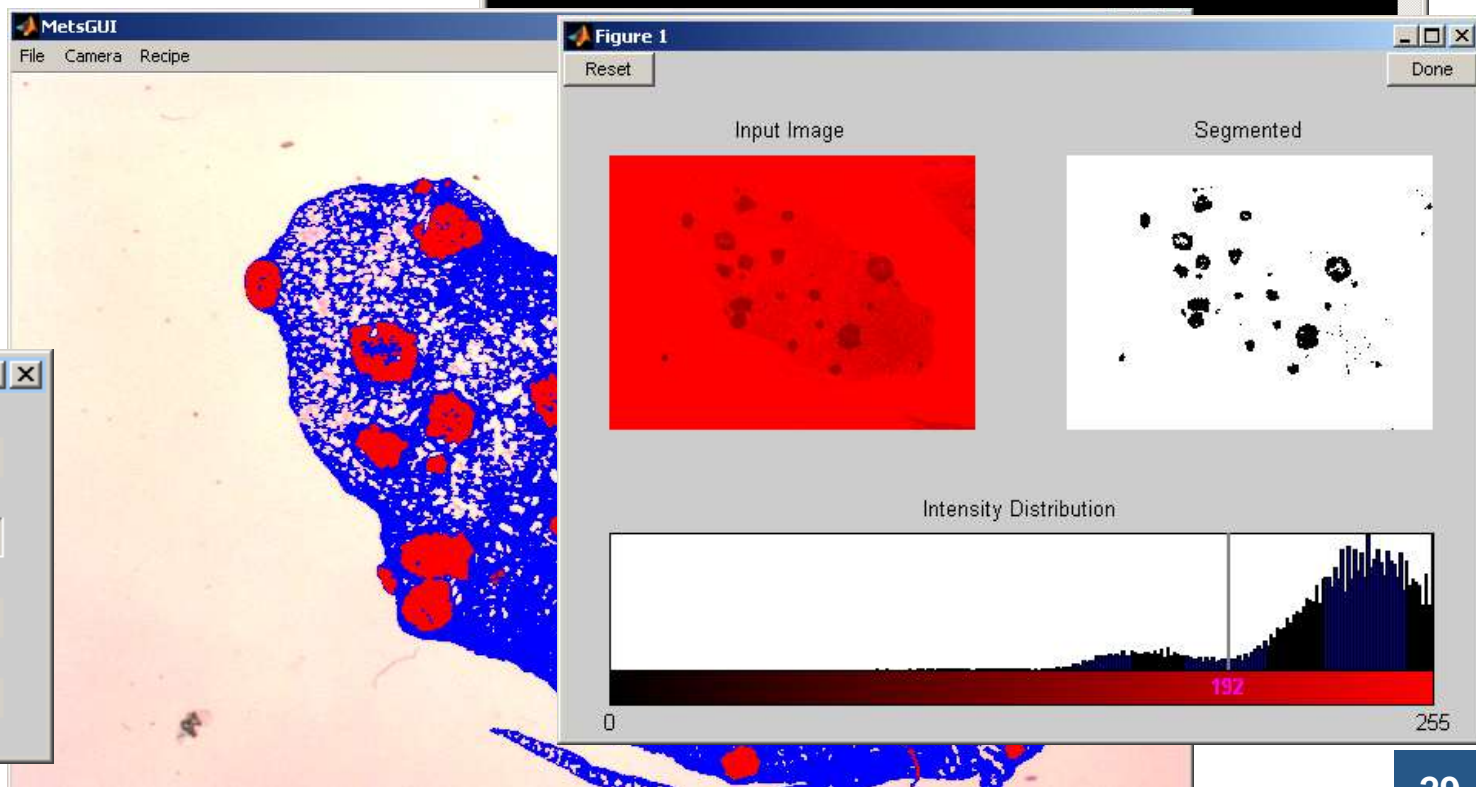 MetsGUI
File Camera Recipe
Figure 1
Reset
Done
Input Image
Segmented
Intensity Distribution
192
0
255